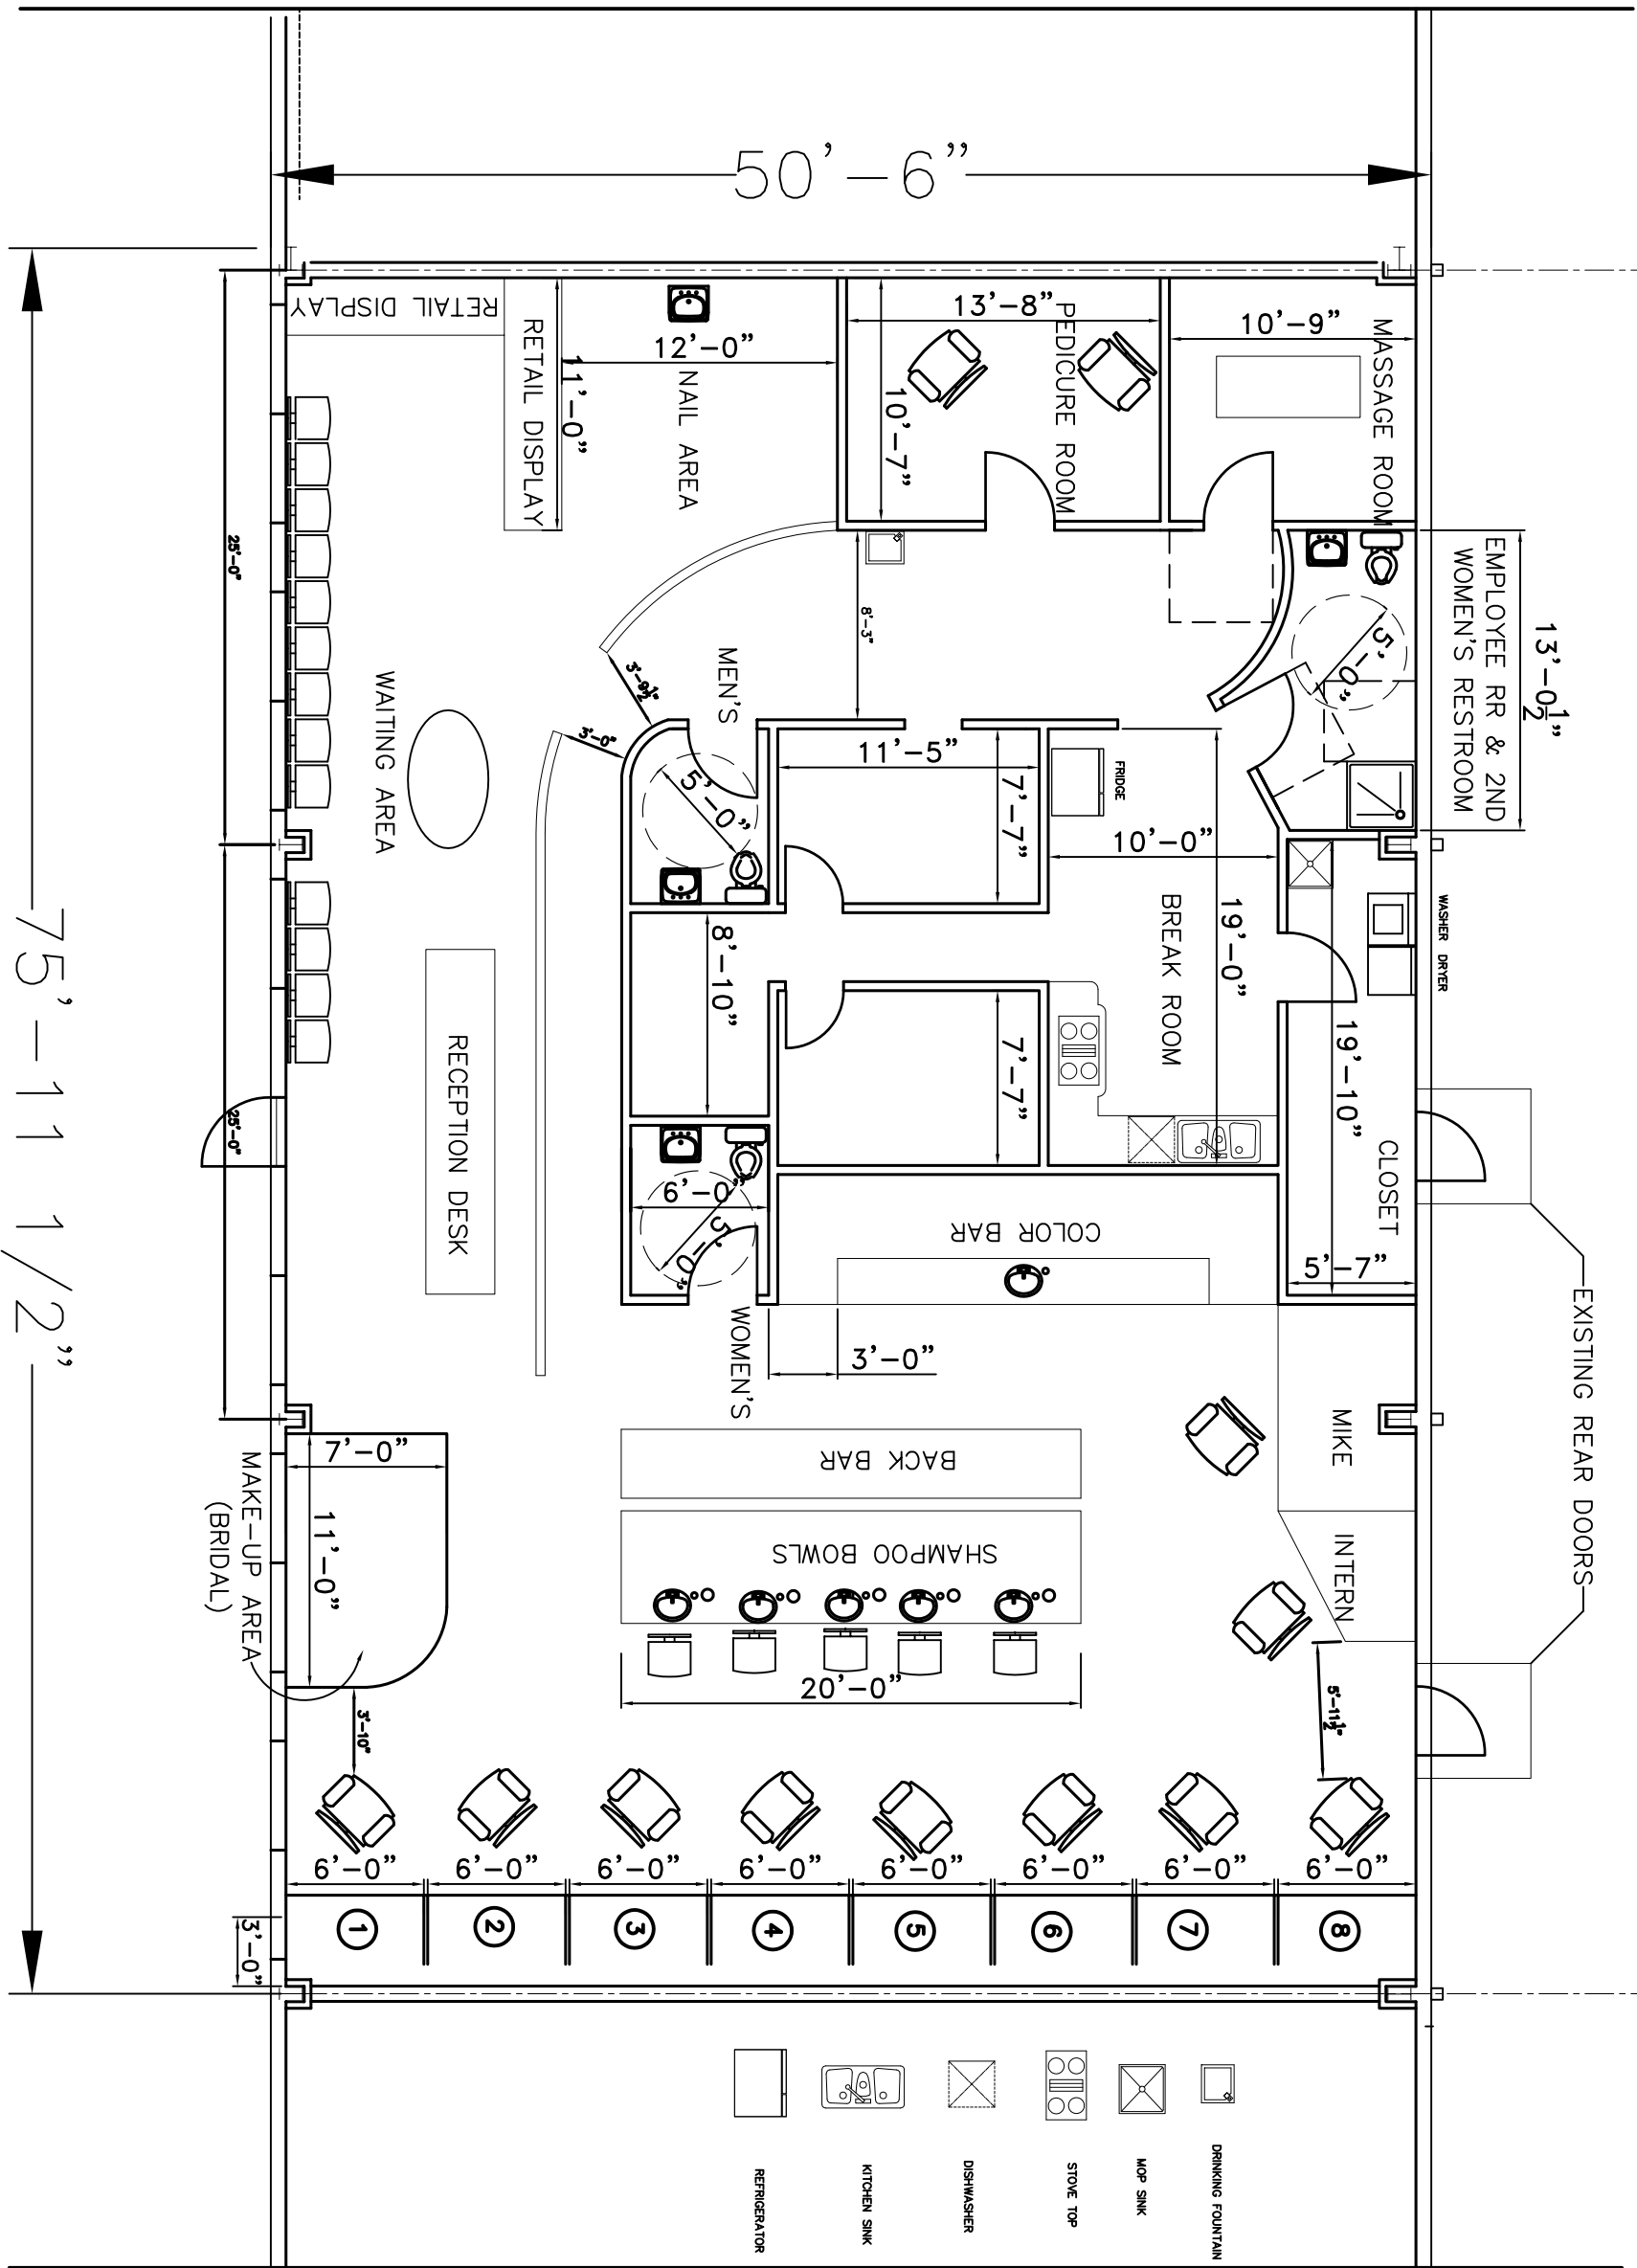 50'-6"
75'-11 1/2"
RETAIL DISPLAY
RETAIL DISPLAY
11'-0"
12'-0"
NAIL AREA
13'-8"
10'-7"
PEDICURE ROOM
10'-9"
MASSAGE ROOM
EMPLOYEE RR & 2ND
WOMEN'S RESTROOM
13'-0 1/2"
5'-0"
25'-0"
8'-3"
3'-9 1/2"
3'-0"
MEN'S
5'-0"
WAITING AREA
11'-5"
7'-7"
FRIDGE
10'-0"
19'-0"
BREAK ROOM
WASHER DRYER
19'-10"
CLOSET
5'-7"
8'-10"
7'-7"
RECEPTION DESK
25'-0"
6'-0"
5'-0"
WOMEN'S
COLOR BAR
3'-0"
EXISTING REAR DOORS
MIKE
INTERN
BACK BAR
SHAMPOO BOWLS
20'-0"
7'-0"
11'-0"
MAKE-UP AREA
(BRIDAL)
3'-10"
5'-11 1/2"
6'-0"
6'-0"
6'-0"
6'-0"
6'-0"
6'-0"
6'-0"
6'-0"
1
2
3
4
5
6
7
8
3'-0"
REFRIGERATOR
KITCHEN SINK
DISHWASHER
STOVE TOP
MOP SINK
DRINKING FOUNTAIN